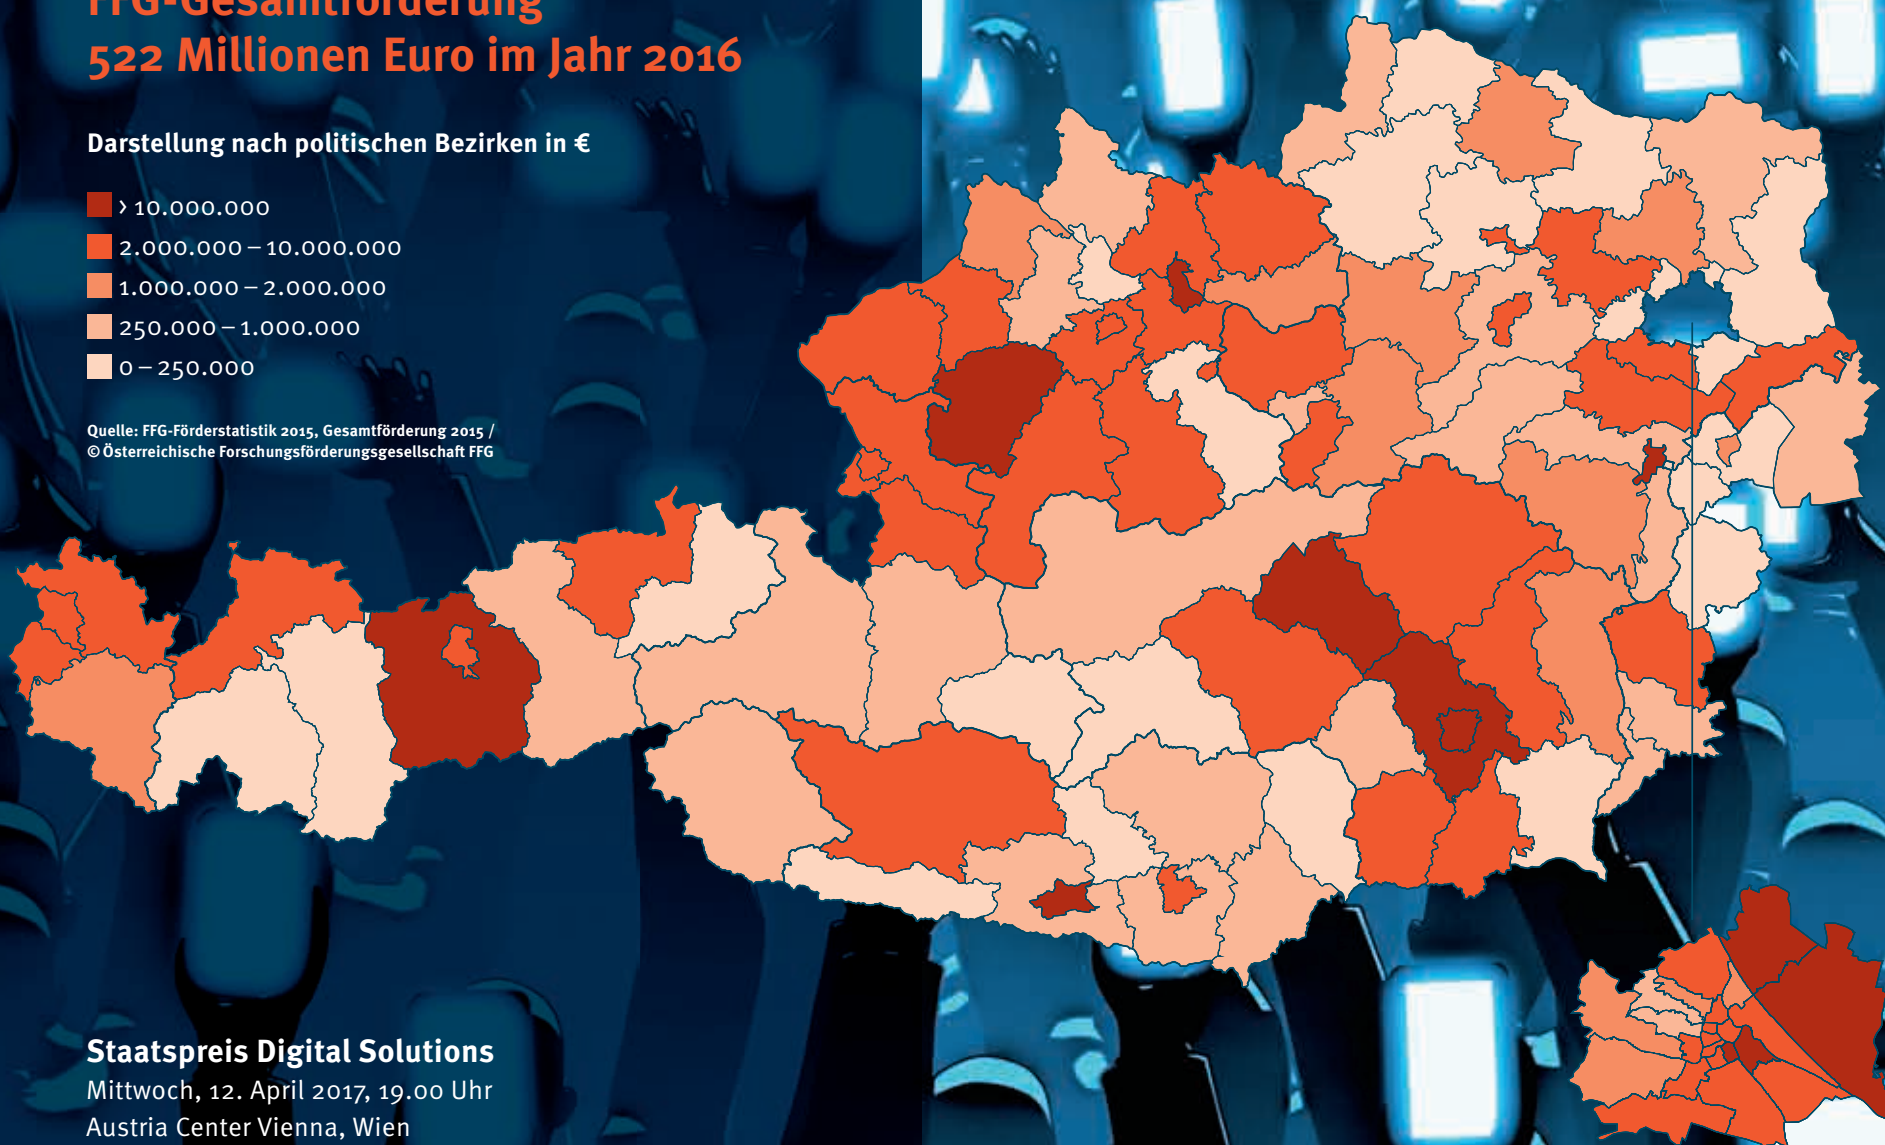 FFG-Gesamtförderung
522 Millionen Euro im Jahr 2016
Darstellung nach politischen Bezirken in €
> 10.000.000
2.000.000 – 10.000.000
1.000.000 – 2.000.000
250.000 – 1.000.000
0 – 250.000
Quelle: FFG-Förderstatistik 2015, Gesamtförderung 2015 /
© Österreichische Forschungsförderungsgesellschaft FFG
Staatspreis Digital Solutions
Mittwoch, 12. April 2017, 19.00 Uhr
Austria Center Vienna, Wien